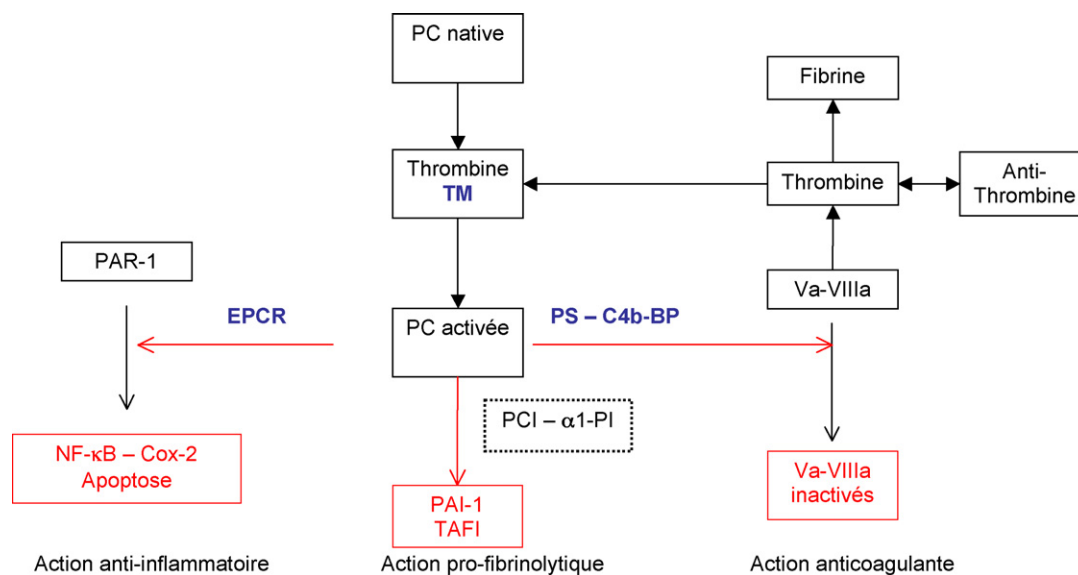 PC native
Fibrine
Thrombine
TM
Thrombine
Anti-
Thrombine
PAR-1
Va-VIIIa
EPCR
PC activée
PS – C4b-BP
PCI – α1-PI
NF-κB – Cox-2
Apoptose
PAI-1
TAFI
Va-VIIIa
inactivés
Action anti-inflammatoire
Action pro-fibrinolytique
Action anticoagulante